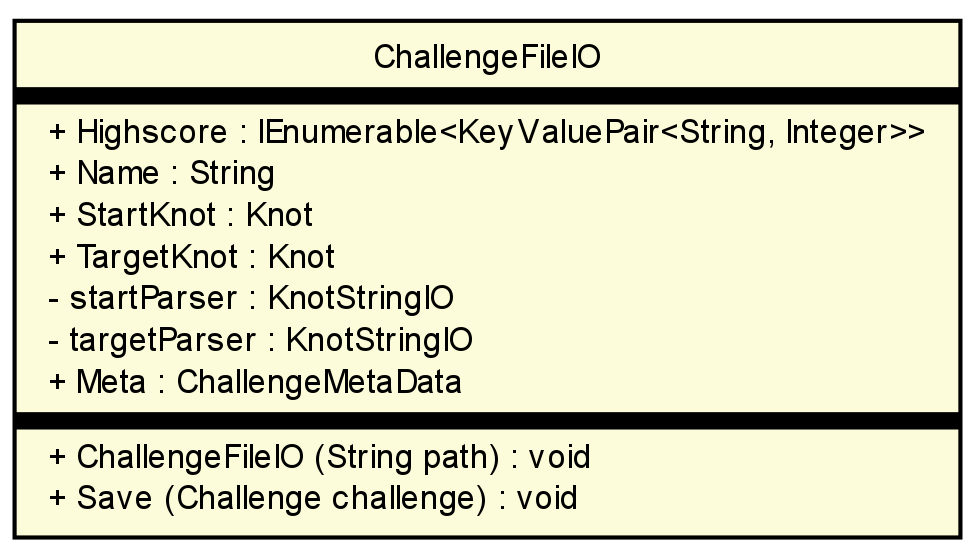 ChallengeFileIO
+ Highscore : IEnumerable<KeyValuePair<String, Integer>>
+ Name : String
+ StartKnot : Knot
+ TargetKnot : Knot
- startParser : KnotStringIO
- targetParser : KnotStringIO
+ Meta : ChallengeMetaData
+ ChallengeFileIO (String path) : void
+ Save (Challenge challenge) : void